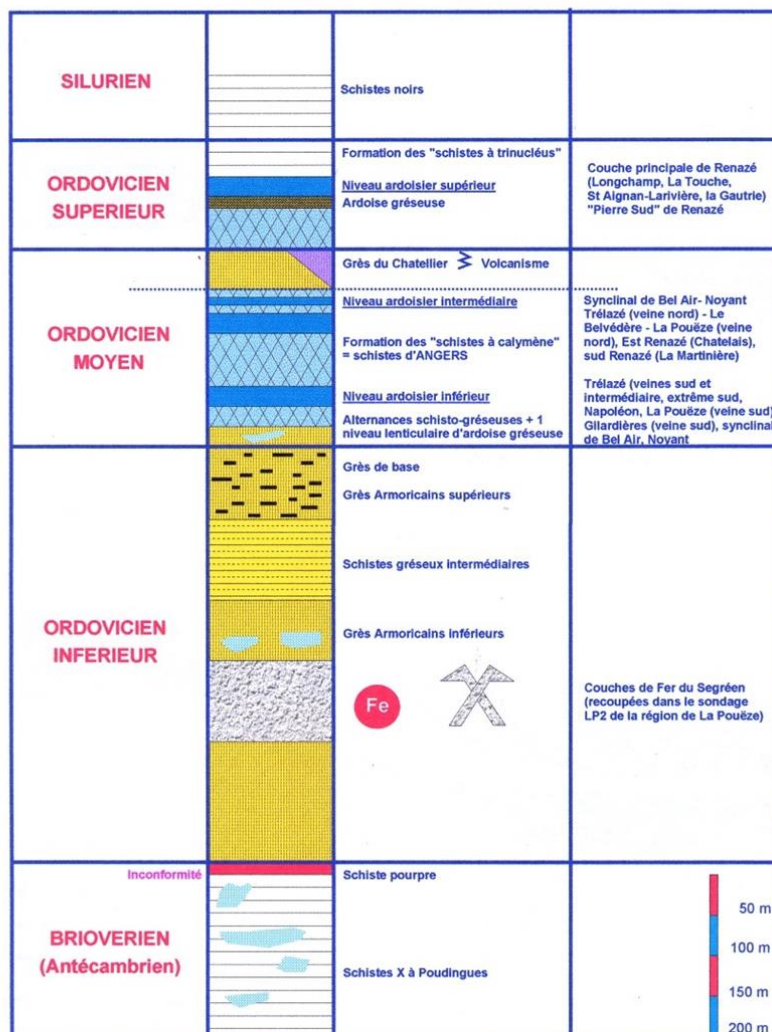 SILURIEN
Schistes noirs
ORDOVICIEN
SUPERIEUR
Formation des "schistes à trinucléus"
Niveau ardoisier supérieur
Ardoise gréseuse
Couche principale de Renazé
(Longchamp, La Touche,
St Aignan-Larivière, la Gautrie)
"Pierre Sud" de Renazé
ORDOVICIEN
MOYEN
Grès du Chatellier
Volcanisme
Niveau ardoisier intermédiaire
Formation des "schistes à calymène"
= schistes d'ANGERS
Niveau ardoisier inférieur
Alternances schisto-gréseuses + 1
niveau lenticulaire d'ardoise gréseuse
Synclinal de Bel Air- Noyant
Trélazé (veine nord) - Le
Belvédère - La Pouëze (veine
nord), Est Renazé (Chatelais),
sud Renazé (La Martinière)
Trélazé (veines sud et
intermédiaire, extrême sud,
Napoléon, La Pouëze (veine sud)
Gilardières (veine sud), synclinal
de Bel Air, Noyant
ORDOVICIEN
INFERIEUR
Grès de base
Grès Armoricains supérieurs
Schistes gréseux intermédiaires
Grès Armoricains inférieurs
Fe
Couches de Fer du Segréen
(recoupées dans le sondage
LP2 de la région de La Pouëze)
Inconformité
BRIOVERIEN
(Antécambrien)
Schiste pourpre
Schistes X à Poudingues
50 m
100 m
150 m
200 m